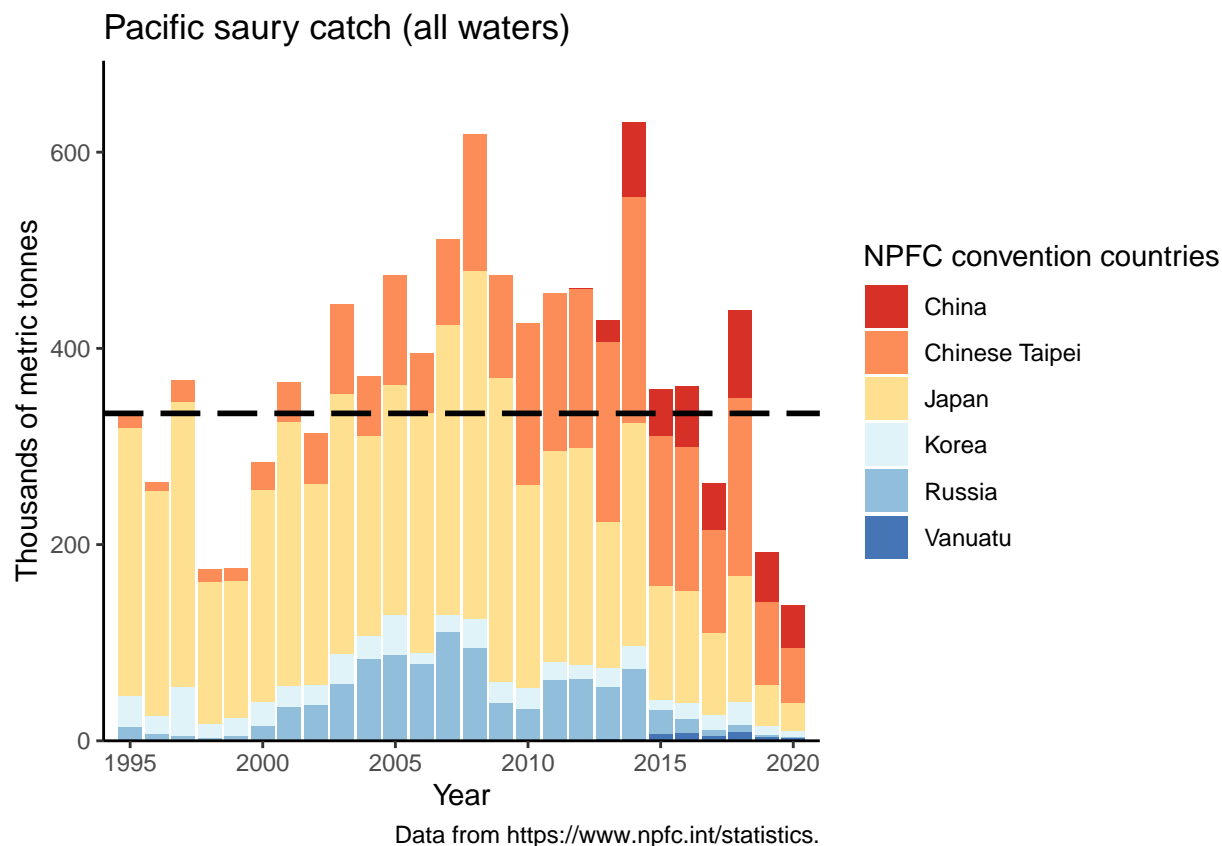 Pacific saury catch (all waters)
Thousands of metric tonnes
600
400
200
0
1995
2000
2005
2010
2015
2020
Year
NPFC convention countries
China
Chinese Taipei
Japan
Korea
Russia
Vanuatu
Data from https://www.npfc.int/statistics.